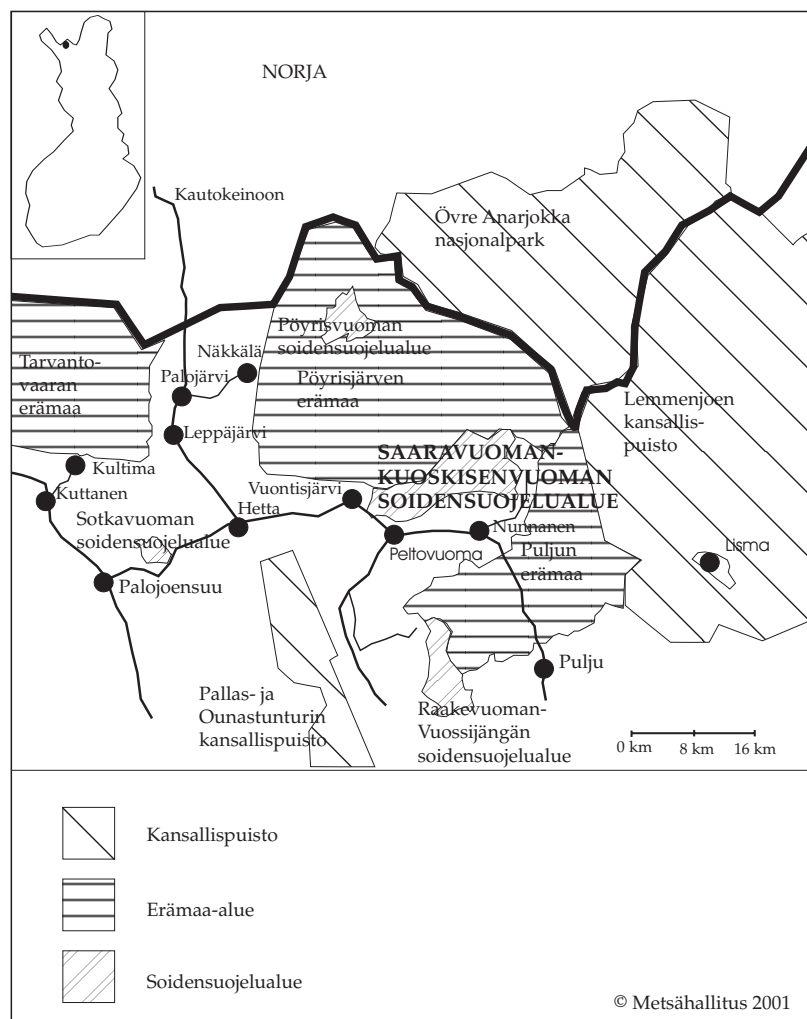 NORJA
Kautokeinoon
Övre Anarjokka
nasjonalpark
Pöyrisvuoman
soidensuojelualue
Näkkälä
Tarvanto-
vaaran
erämaa
Palojärvi
Pöyrisjärven
erämaa
Lemmenjoen
kansallis-
puisto
Leppäjärvi
SAARAVUOMAN-
KUOSKISENVUOMAN
SOIDENSUOJELUALUE
Kultima
Vuontisjärvi
Kuttanen
Hetta
Sotkavuoman
soidensuojelualue
Nunnanen
Peltovuoma
Puljun
erämaa
Lisma
Palojoensuu
Pulju
Pallas- ja
Ounastunturin
kansallispuisto
Raakevuoman-
Vuossijängän
soidensuojelualue
0 km 8 km 16 km
Kansallispuisto
Erämaa-alue
Soidensuojelualue
© Metsähallitus 2001